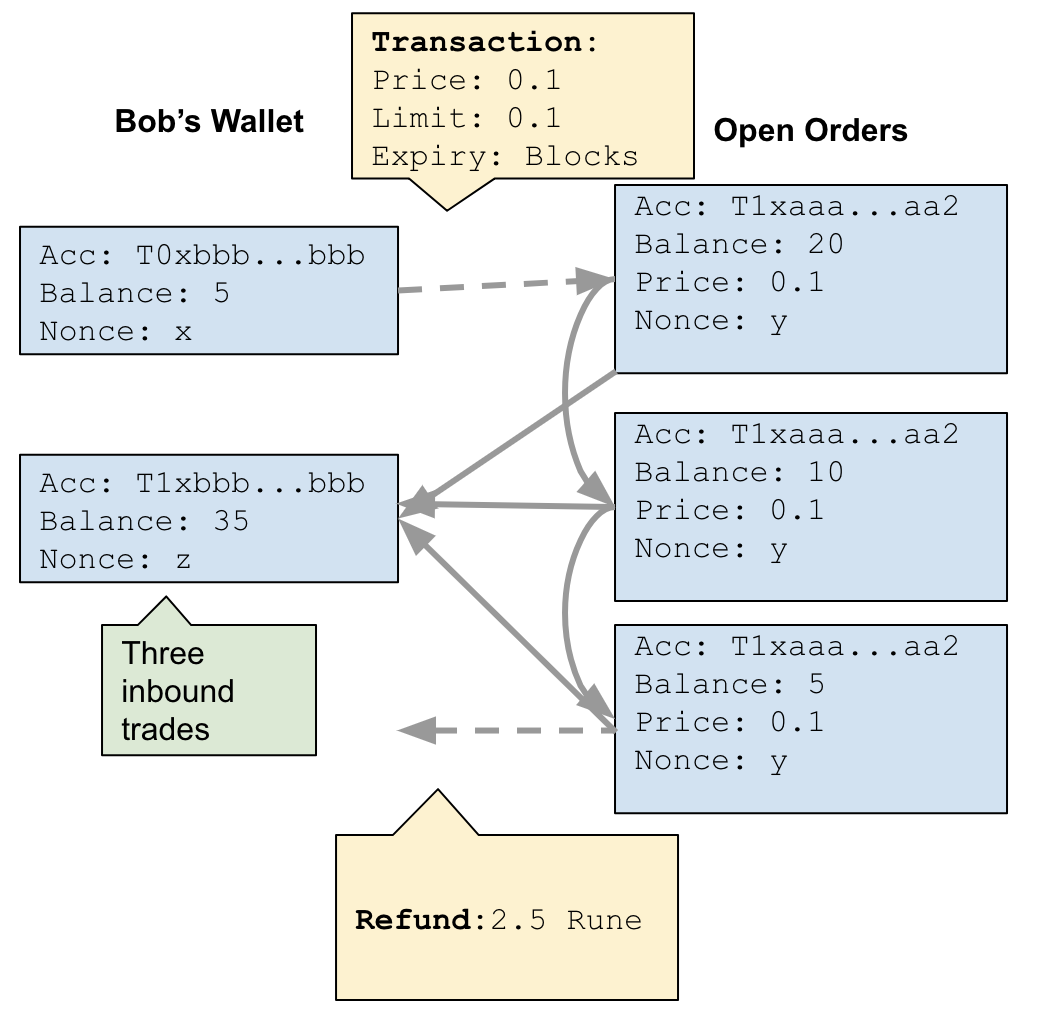 Transaction:
Price: 0.1
Limit: 0.1
Expiry: Blocks
Bob’s Wallet
Open Orders
Acc: T0xbbb...bbb
Balance: 5
Nonce: x
Acc: T1xaaa...aa2
Balance: 20
Price: 0.1
Nonce: y
Acc: T1xbbb...bbb
Balance: 35
Nonce: z
Acc: T1xaaa...aa2
Balance: 10
Price: 0.1
Nonce: y
Three
inbound
trades
Acc: T1xaaa...aa2
Balance: 5
Price: 0.1
Nonce: y
Refund:2.5 Rune